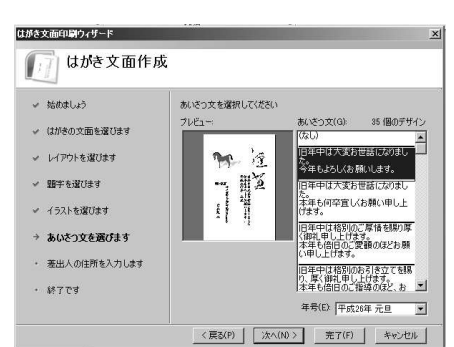 はがき文面印刷ウィザード
はがき文面作成
始めましょう
はがきの文面を選びます
レイアウトを選びます
題字を選びます
イラストを選びます
あいさつ文を選びます
差出人の住所を入力します
終了です
あいさつ文を選択してください
プレビュー:
あいさつ文(G):
35 個のデザイン
(なし)
旧年中は大変お世話になりまし
た。
今年もよろしくお願いします。
旧年中は大変お世話になりまし
た。
本年も何卒宜しくお願い申し上
げます。
旧年中は格別のご厚情を賜り厚
く御礼申し上げます。
本年も倍旧のご愛顧のほどお願
い申し上げます。
旧年中は格別のお引き立てを賜
り、厚く御礼申し上げます。
本年も倍旧のご指導のほど、お
年号(E):
平成26年 元旦
< 戻る(P)
次へ(N) >
完了(F)
キャンセル